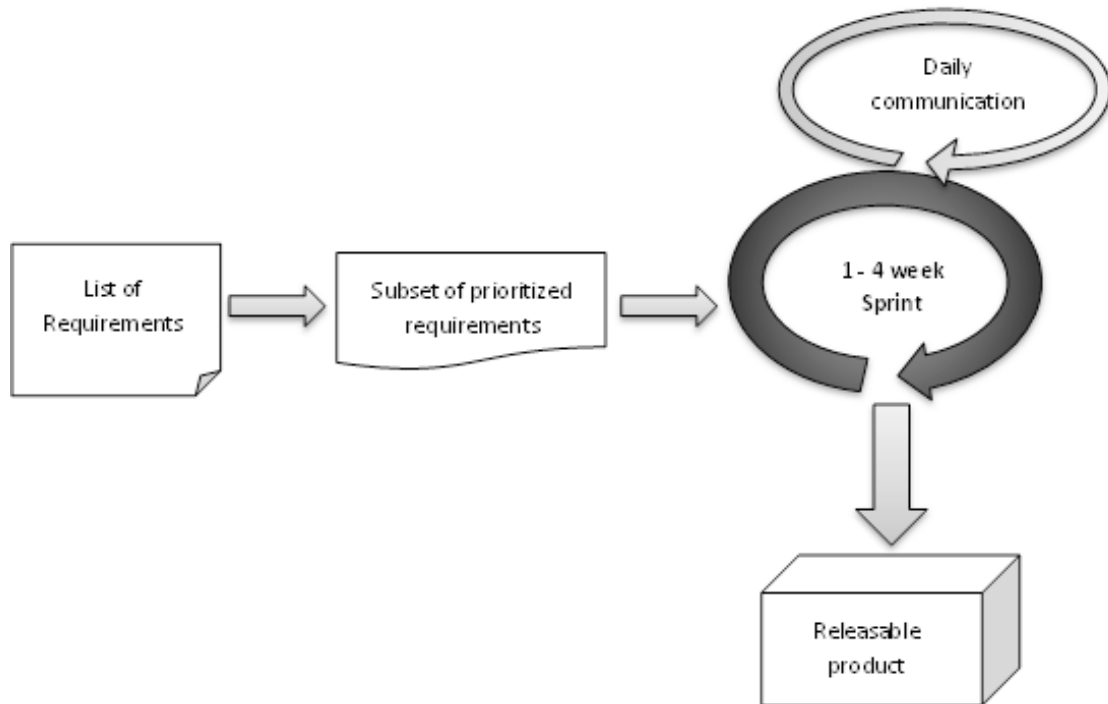 List of
Requirements
Subset of prioritized
requirements
Daily
communication
1 - 4 week
Sprint
Releasable
product